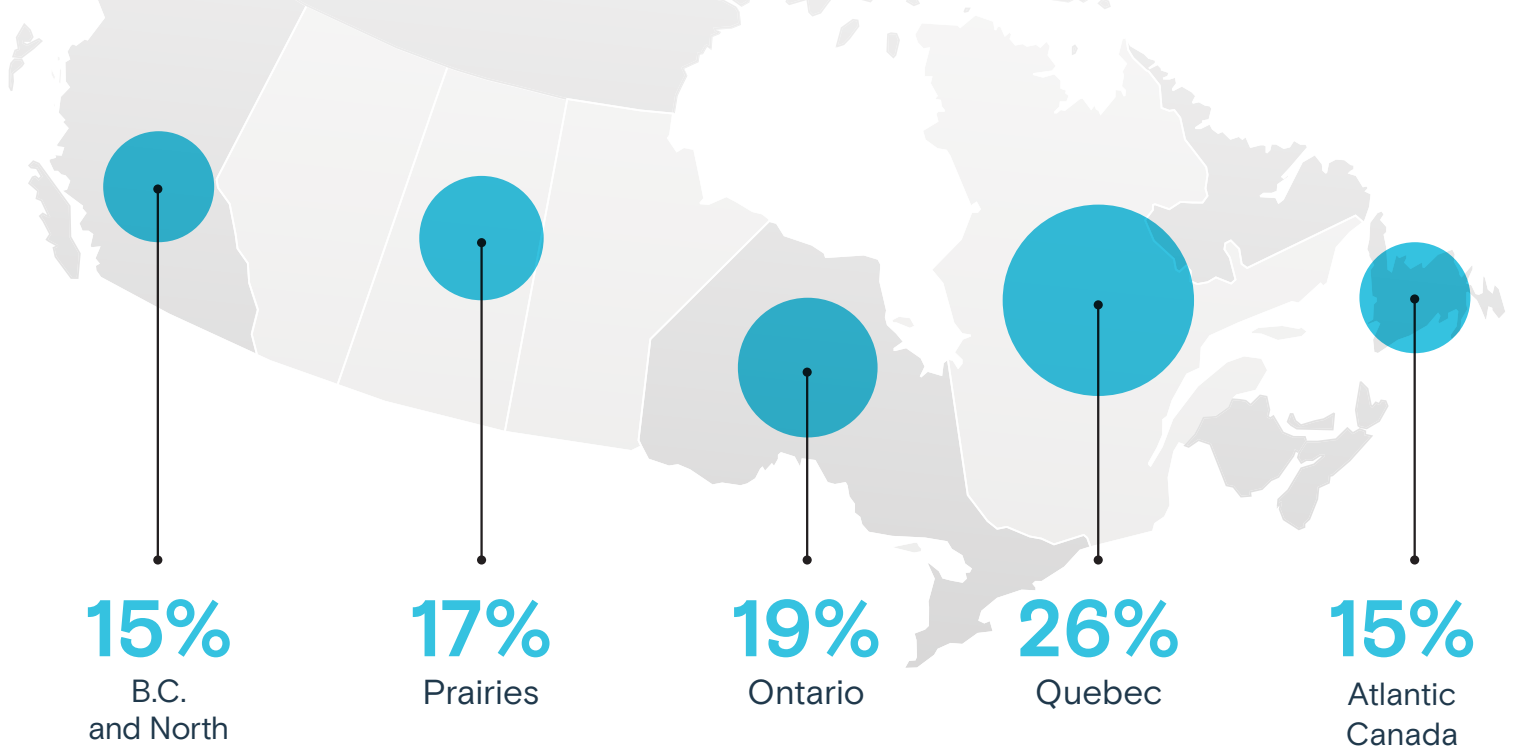 15%
B.C.
and North
17%
Prairies
19%
Ontario
26%
Quebec
15%
Atlantic
Canada